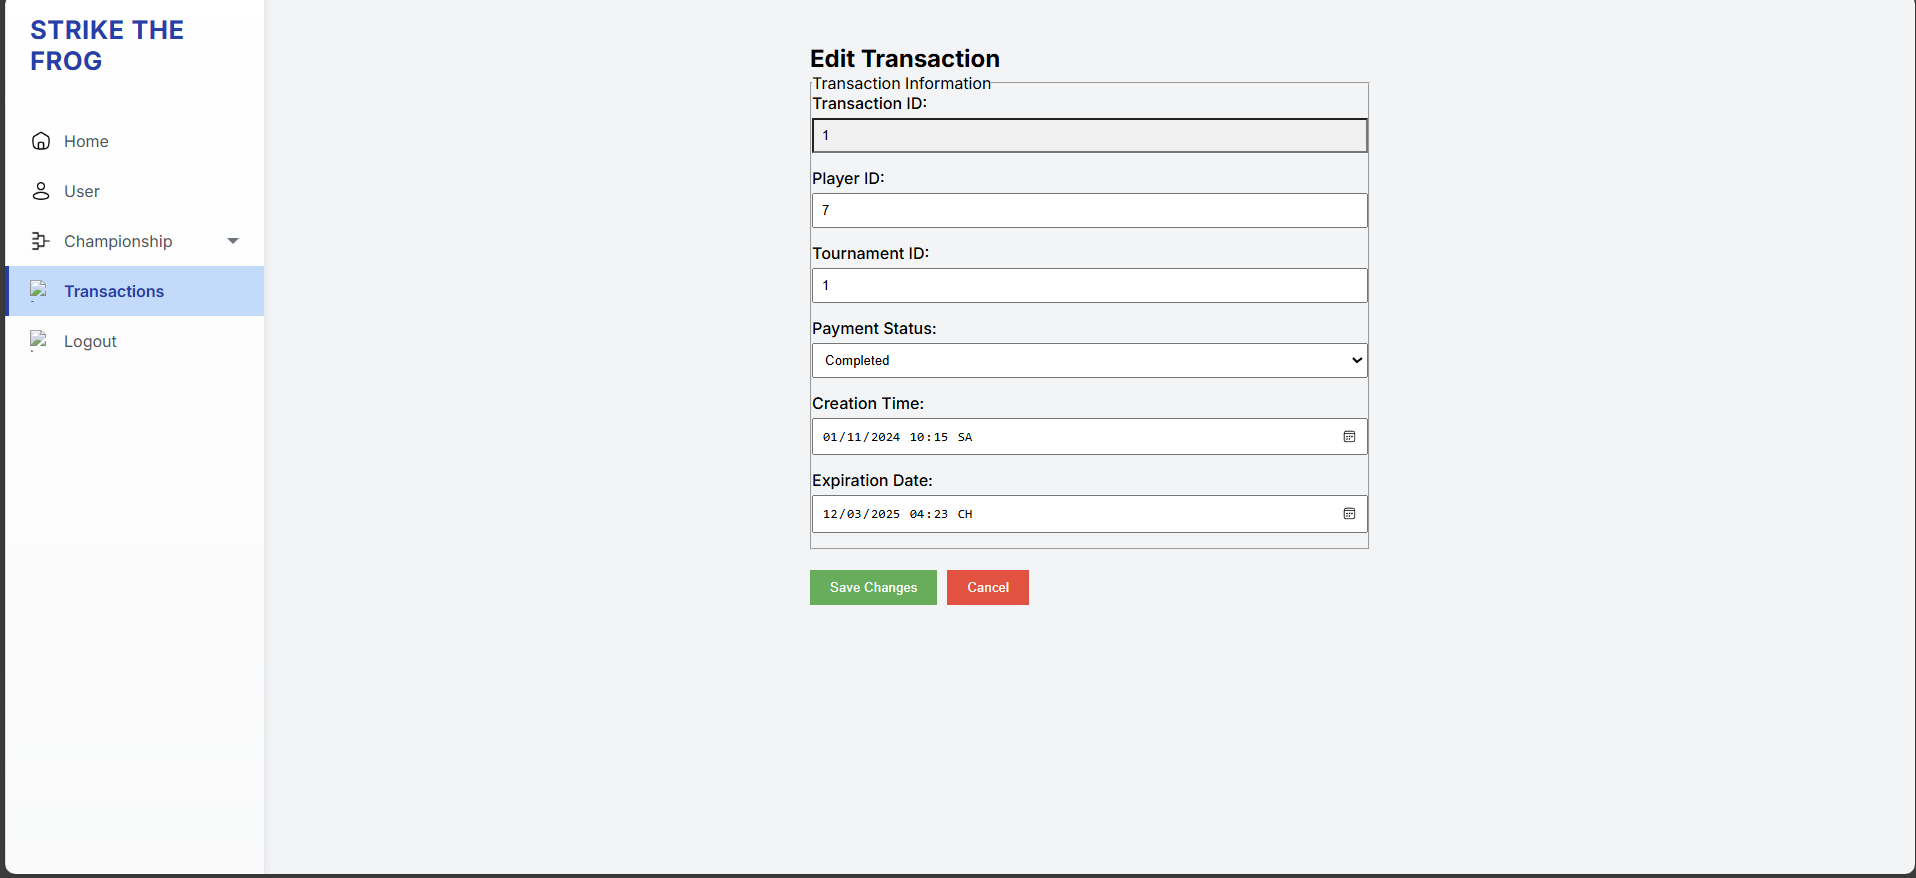 STRIKE THE
FROG
Home
User
Championship
Transactions
Logout
Edit Transaction
Transaction Information
Transaction ID:
1
Player ID:
7
Tournament ID:
1
Payment Status:
Completed
Creation Time:
01/11/2024 10:15 SA
Expiration Date:
12/03/2025 04:23 CH
Save Changes
Cancel